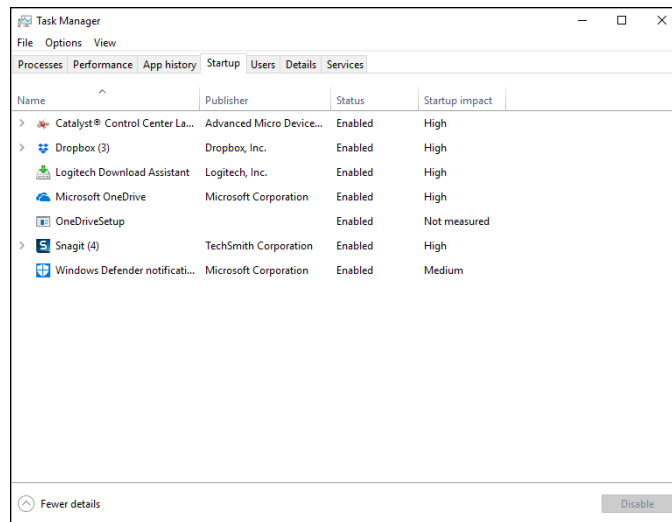 Task Manager
File Options View
Processes Performance App history Startup Users Details Services
Name Publisher Status Startup impact
Catalyst® Control Center La... Advanced Micro Device... Enabled High
Dropbox (3) Dropbox, Inc. Enabled High
Logitech Download Assistant Logitech, Inc. Enabled High
Microsoft OneDrive Microsoft Corporation Enabled High
OneDriveSetup Enabled Not measured
Snagit (4) TechSmith Corporation Enabled High
Windows Defender notificati... Microsoft Corporation Enabled Medium
Fewer details Disable